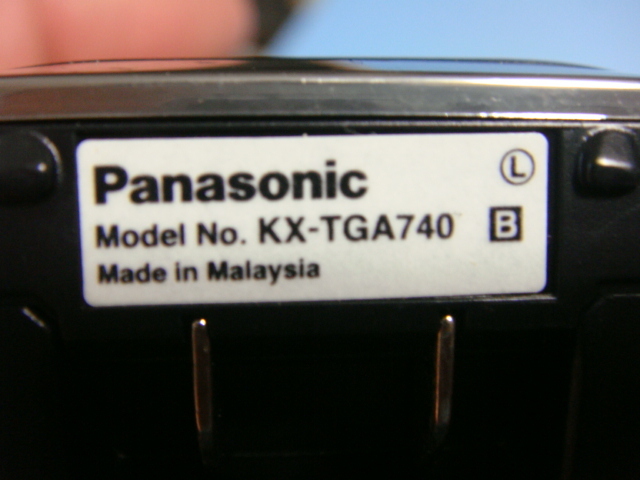 Panasonic Ⓛ
Model No. KX-TGA740 B
Made in Malaysia